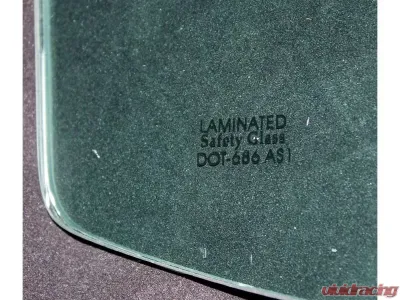 LAMINATED
Safety Glass
DOT-686 AS1
vividracing